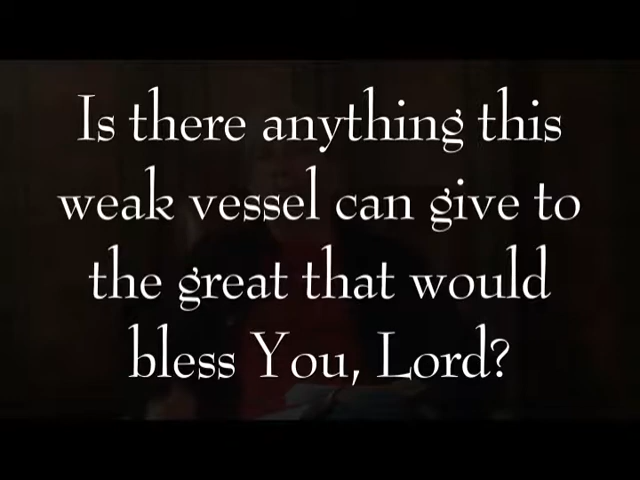 Is there anything this
weak vessel can give to
the great that would
bless You, Lord?